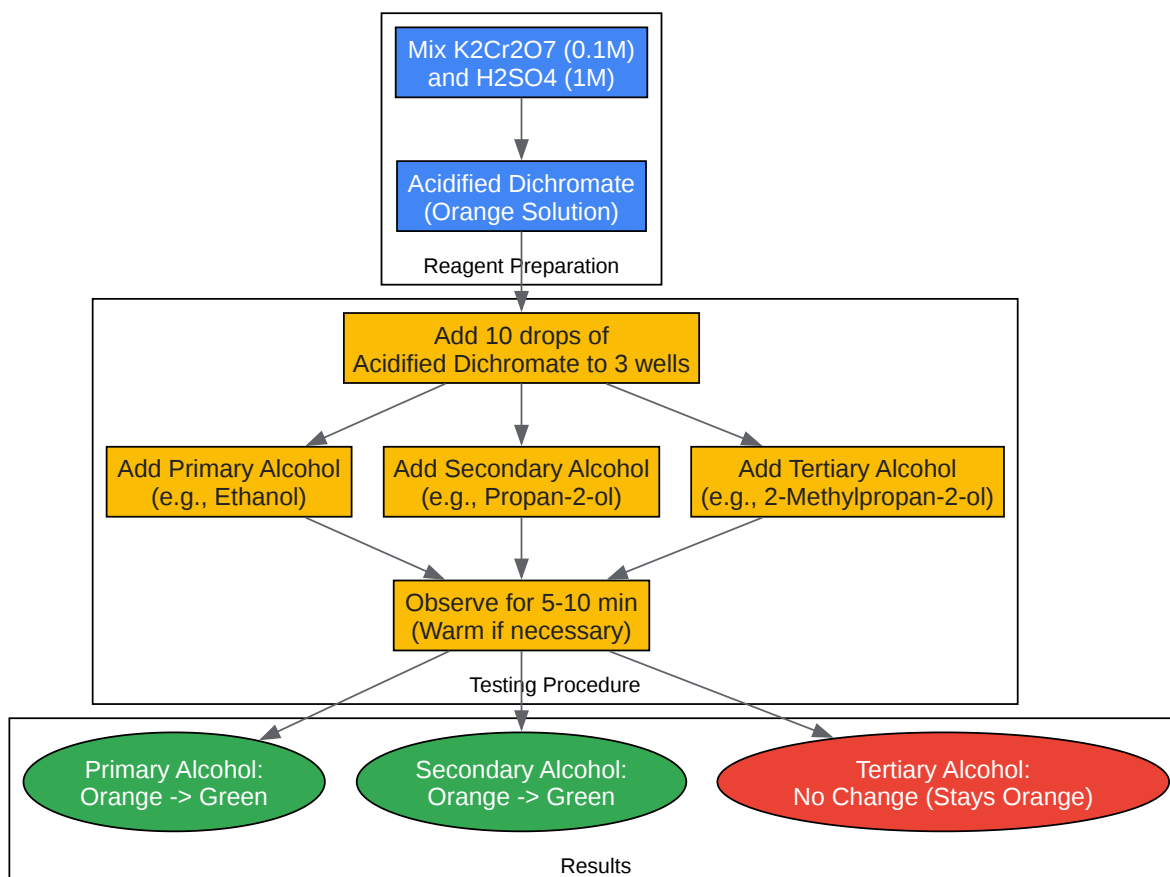 Mix K2Cr2O7 (0.1M)
and H2SO4 (1M)
Acidified Dichromate
(Orange Solution)
Reagent Preparation
Add 10 drops of
Acidified Dichromate to 3 wells
Add Primary Alcohol
(e.g., Ethanol)
Add Secondary Alcohol
(e.g., Propan-2-ol)
Add Tertiary Alcohol
(e.g., 2-Methylpropan-2-ol)
Observe for 5-10 min
(Warm if necessary)
Testing Procedure
Primary Alcohol:
Orange -> Green
Secondary Alcohol:
Orange -> Green
Tertiary Alcohol:
No Change (Stays Orange)
Results